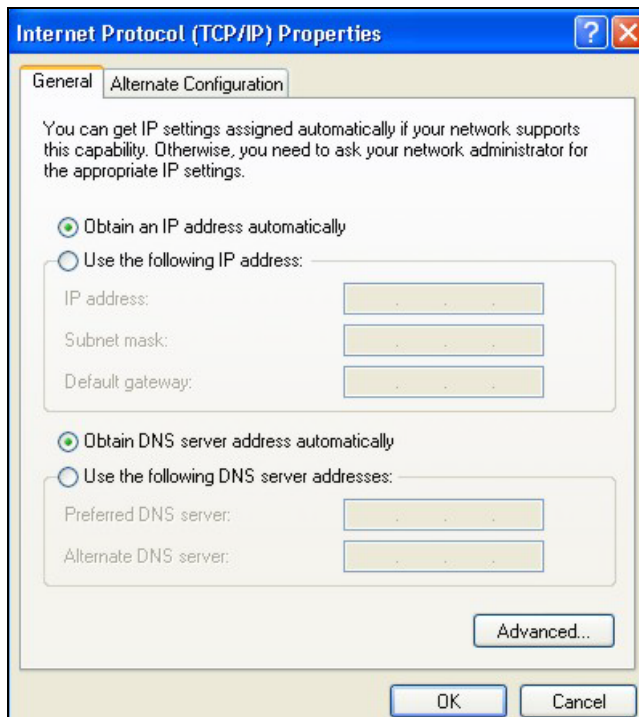 Internet Protocol (TCP/IP) Properties
?
General
Alternate Configuration
You can get IP settings assigned automatically if your network supports
this capability. Otherwise, you need to ask your network administrator for
the appropriate IP settings.
Obtain an IP address automatically
Use the following IP address:
IP address:
Subnet mask:
Default gateway:
Obtain DNS server address automatically
Use the following DNS server addresses:
Preferred DNS server:
Alternate DNS server:
Advanced...
OK
Cancel